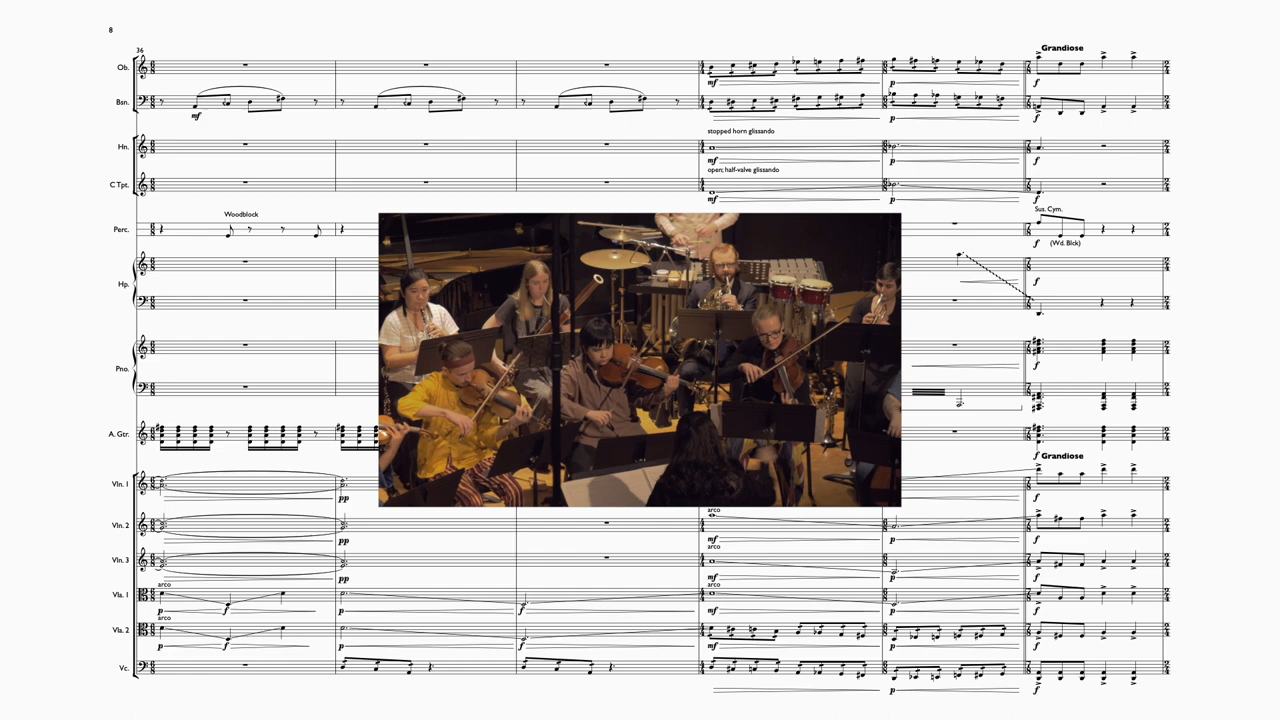 8
36
Grandiose
Ob.
mf
p
f
Bsn.
mf
mf
p
f
stopped horn glissando
Hn.
mf
p
f
open; half-valve glissando
C Tpt.
mf
p
f
Woodblock
Sus. Cym.
Perc.
f
(Wd. Blck)
Hp.
f
Pno.
f
A. Gtr.
f
Grandiose
Vln. 1
pp
f
arco
Vln. 2
pp
mf
p
f
arco
Vln. 3
pp
mf
p
f
arco
arco
Vla. 1
p
f
p
f
mf
p
f
arco
Vla. 2
p
f
p
f
mf
p
f
Vc.
p
f